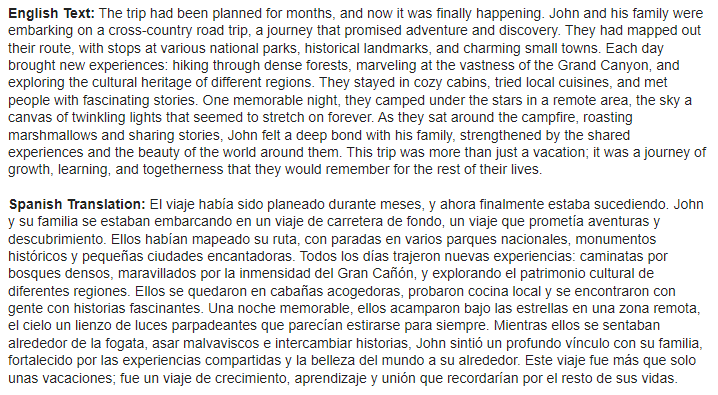 English Text: The trip had been planned for months, and now it was finally happening. John and his family were
embarking on a cross-country road trip, a journey that promised adventure and discovery. They had mapped out
their route, with stops at various national parks, historical landmarks, and charming small towns. Each day
brought new experiences: hiking through dense forests, marveling at the vastness of the Grand Canyon, and
exploring the cultural heritage of different regions. They stayed in cozy cabins, tried local cuisines, and met
people with fascinating stories. One memorable night, they camped under the stars in a remote area, the sky a
canvas of twinkling lights that seemed to stretch on forever. As they sat around the campfire, roasting
marshmallows and sharing stories, John felt a deep bond with his family, strengthened by the shared
experiences and the beauty of the world around them. This trip was more than just a vacation; it was a journey of
growth, learning, and togetherness that they would remember for the rest of their lives.
Spanish Translation: El viaje había sido planeado durante meses, y ahora finalmente estaba sucediendo. John
y su familia se estaban embarcando en un viaje de carretera de fondo, un viaje que prometía aventuras y
descubrimiento. Ellos habían mapeado su ruta, con paradas en varios parques nacionales, monumentos
históricos y pequeñas ciudades encantadoras. Todos los días trajeron nuevas experiencias: caminatas por
bosques densos, maravillados por la inmensidad del Gran Cañón, y explorando el patrimonio cultural de
diferentes regiones. Ellos se quedaron en cabañas acogedoras, probaron cocina local y se encontraron con
gente con historias fascinantes. Una noche memorable, ellos acamparon bajo las estrellas en una zona remota,
el cielo un lienzo de luces parpadeantes que parecían estirarse para siempre. Mientras ellos se sentaban
alrededor de la fogata, asar malvaviscos e intercambiar historias, John sintió un profundo vínculo con su familia,
fortalecido por las experiencias compartidas y la belleza del mundo a su alrededor. Este viaje fue más que solo
unas vacaciones; fue un viaje de crecimiento, aprendizaje y unión que recordarían por el resto de sus vidas.